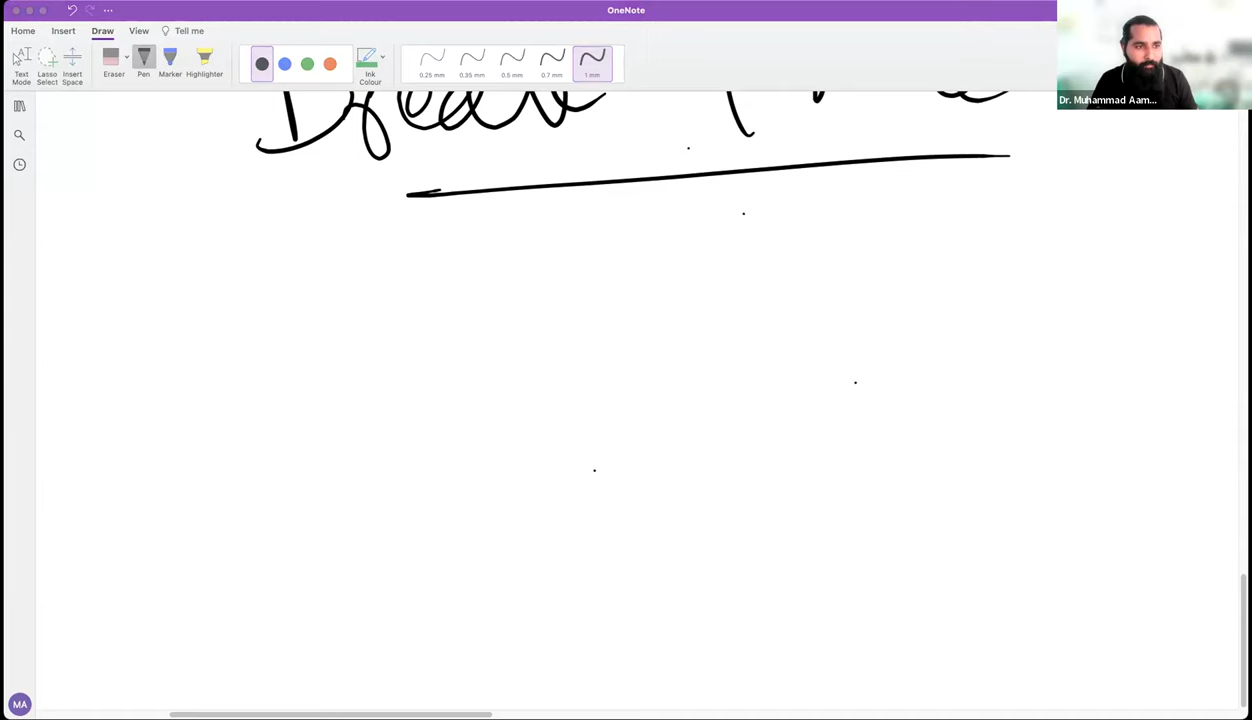 OneNote
Home Insert Draw View Tell me
Text Mode
Lasso Select
Insert Space
Eraser
Pen
Marker
Highlighter
Ink Colour
0.25 mm
0.35 mm
0.5 mm
0.7 mm
1 mm
Dr. Muhammad Aam...
MA